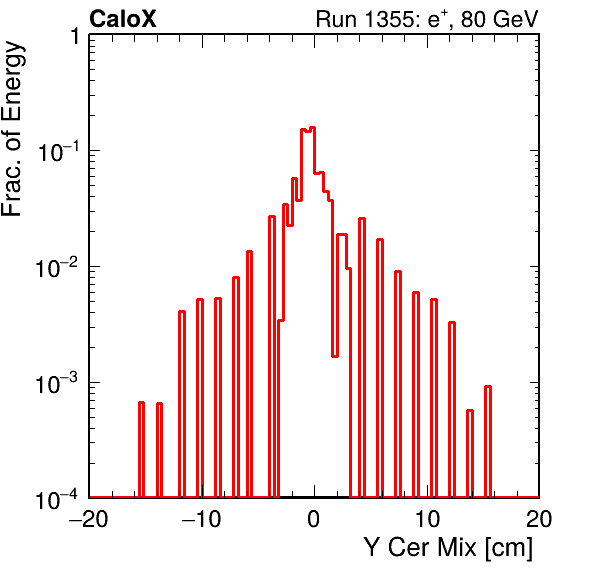 CaloX Run 1355: e⁺, 80 GeV
Frac. of Energy
1
10⁻¹
10⁻²
10⁻³
10⁻⁴
−20 −10 0 10 20
Y Cer Mix [cm]